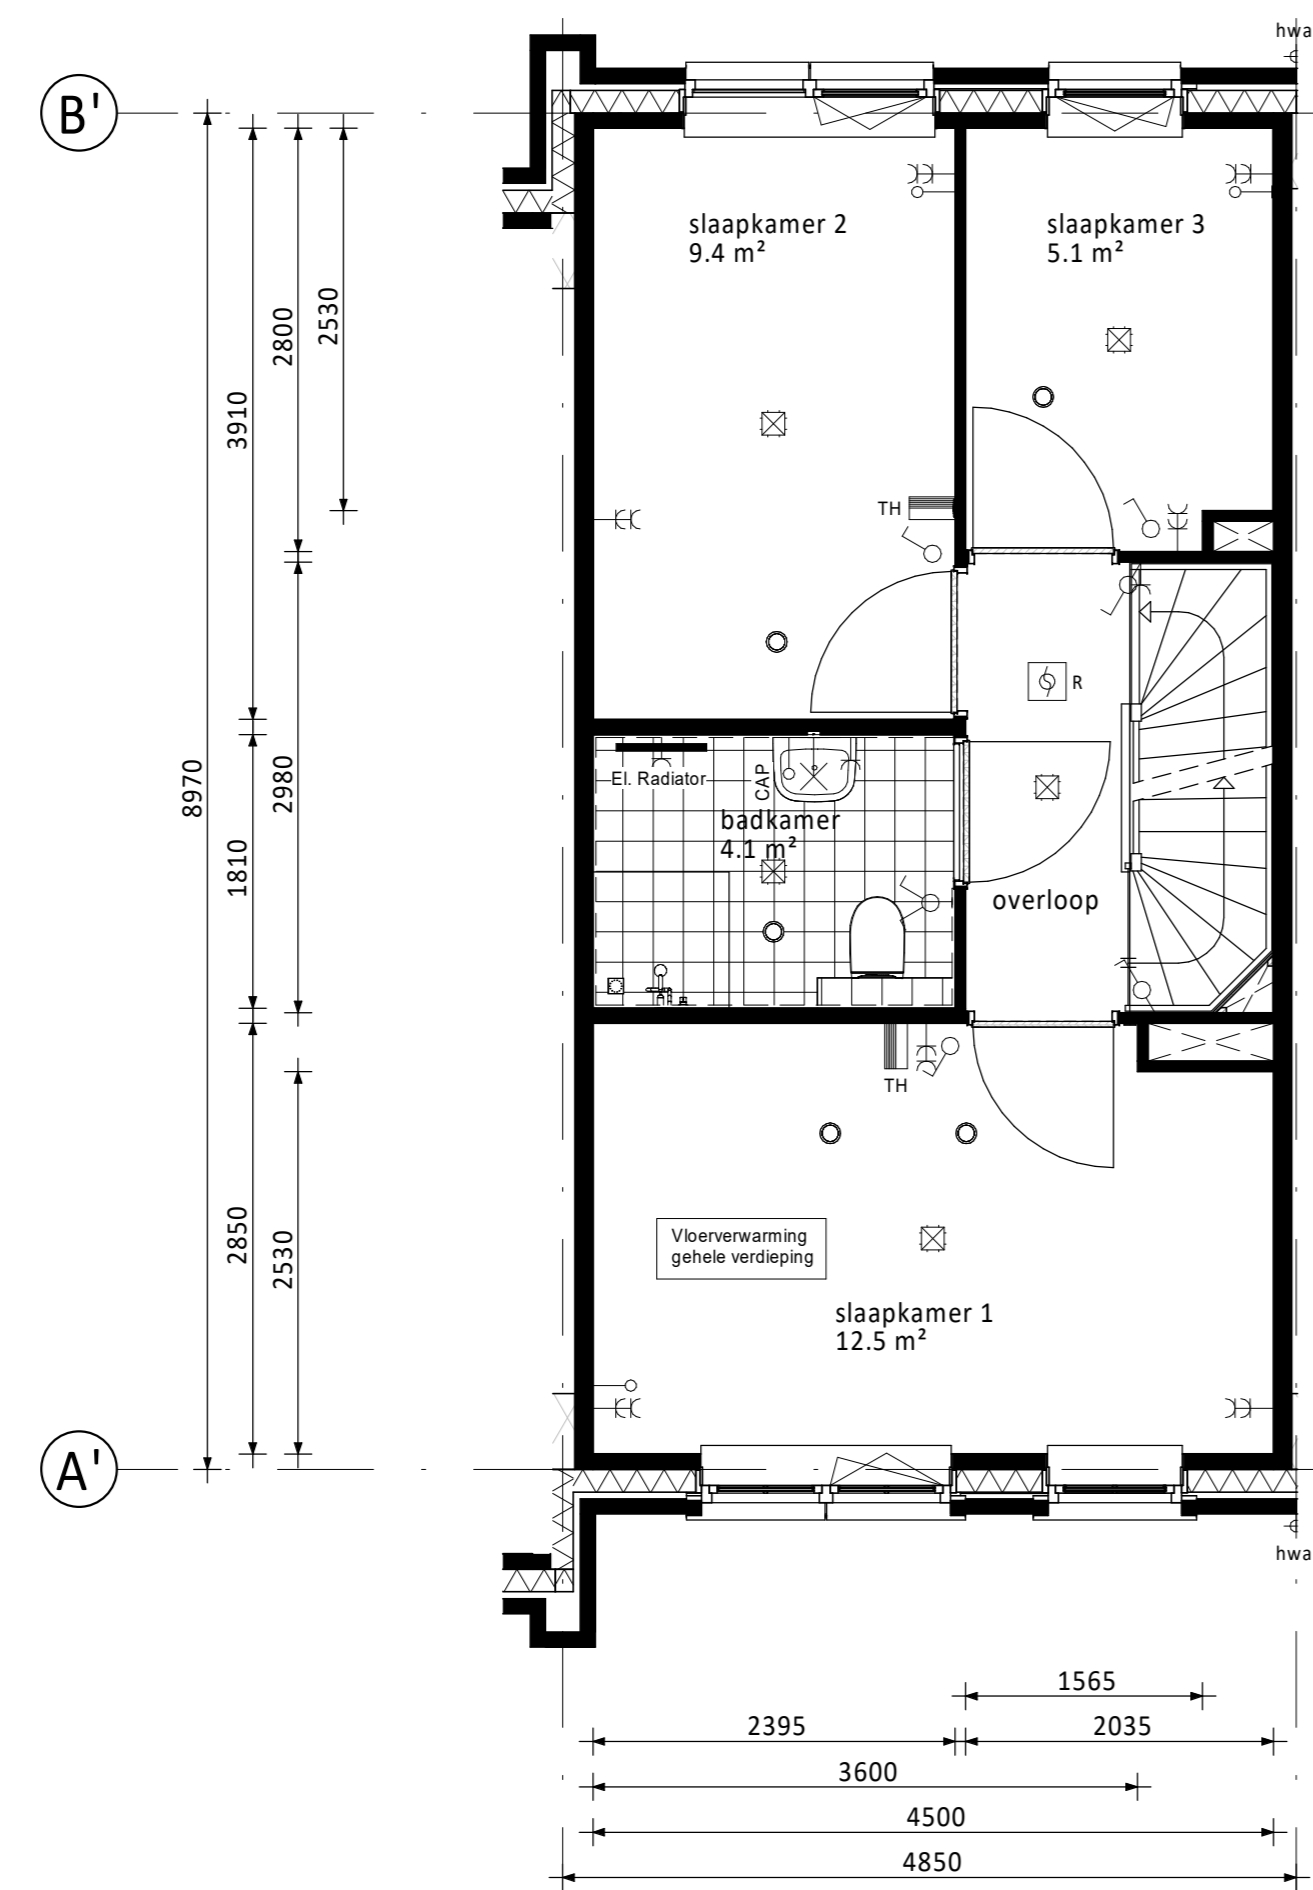 hwa
B'
slaapkamer 2
9.4 m²
slaapkamer 3
5.1 m²
2530
2800
3910
TH
R
8970
2980
1810
El. Radiator
CAP
badkamer
4.1 m²
overloop
TH
2850
2530
Vloerverwarming
gehele verdieping
slaapkamer 1
12.5 m²
A'
hwa
1565
2395
2035
3600
4500
4850